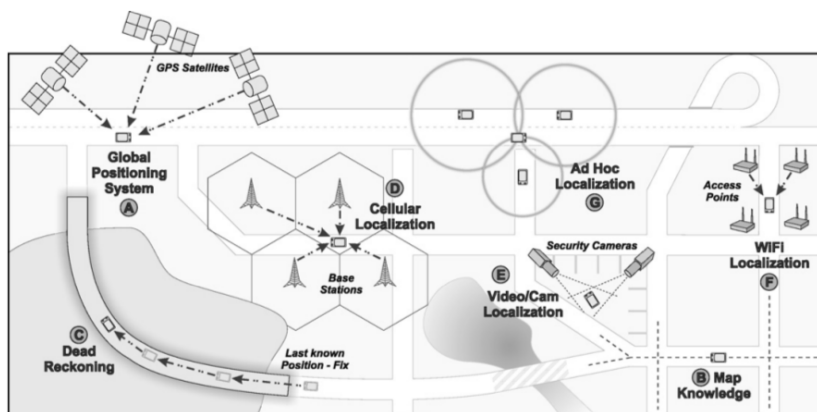 GPS Satellites
Global
Positioning
System
A
D
Cellular
Localization
Base
Stations
Ad Hoc
Localization
G
Access
Points
WIFi
Localization
F
Security Cameras
E
Video/Cam
Localization
C
Dead
Reckoning
Last known
Position - Fix
B Map
Knowledge